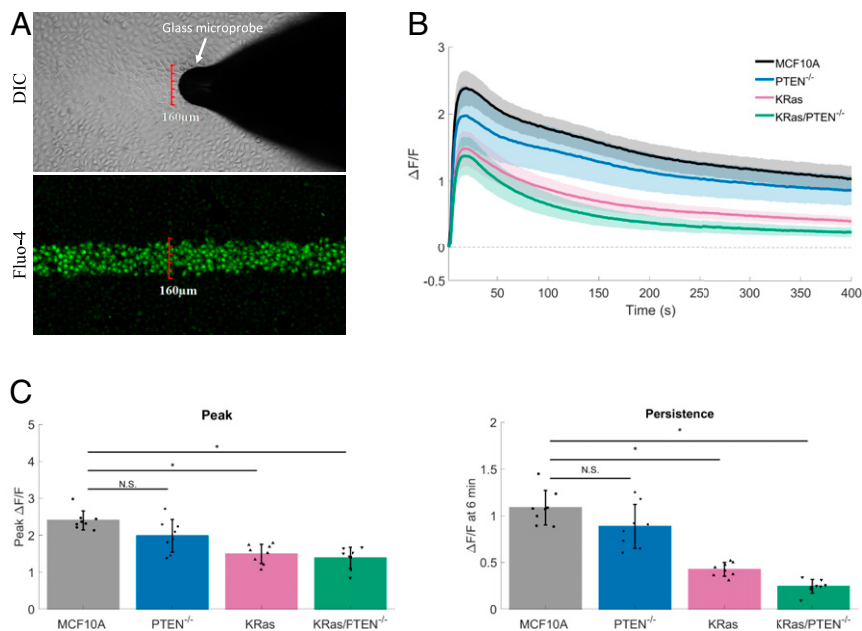 A
DIC
Glass microprobe
160μm
Fluo-4
160μm
B
ΔF/F
3
2
1
0
-0.5
50
100
150
200
250
300
350
400
Time (s)
MCF10A
PTEN-/-
KRas
KRas/PTEN-/-
C
Peak
Peak ΔF/F
5
4
3
2
1
0
*
*
N.S.
MCF10A
PTEN-/-
KRas
KRas/PTEN-/-
Persistence
ΔF/F at 6 min
2
1.5
1
0.5
0
*
*
N.S.
MCF10A
PTEN-/-
KRas
KRas/PTEN-/-